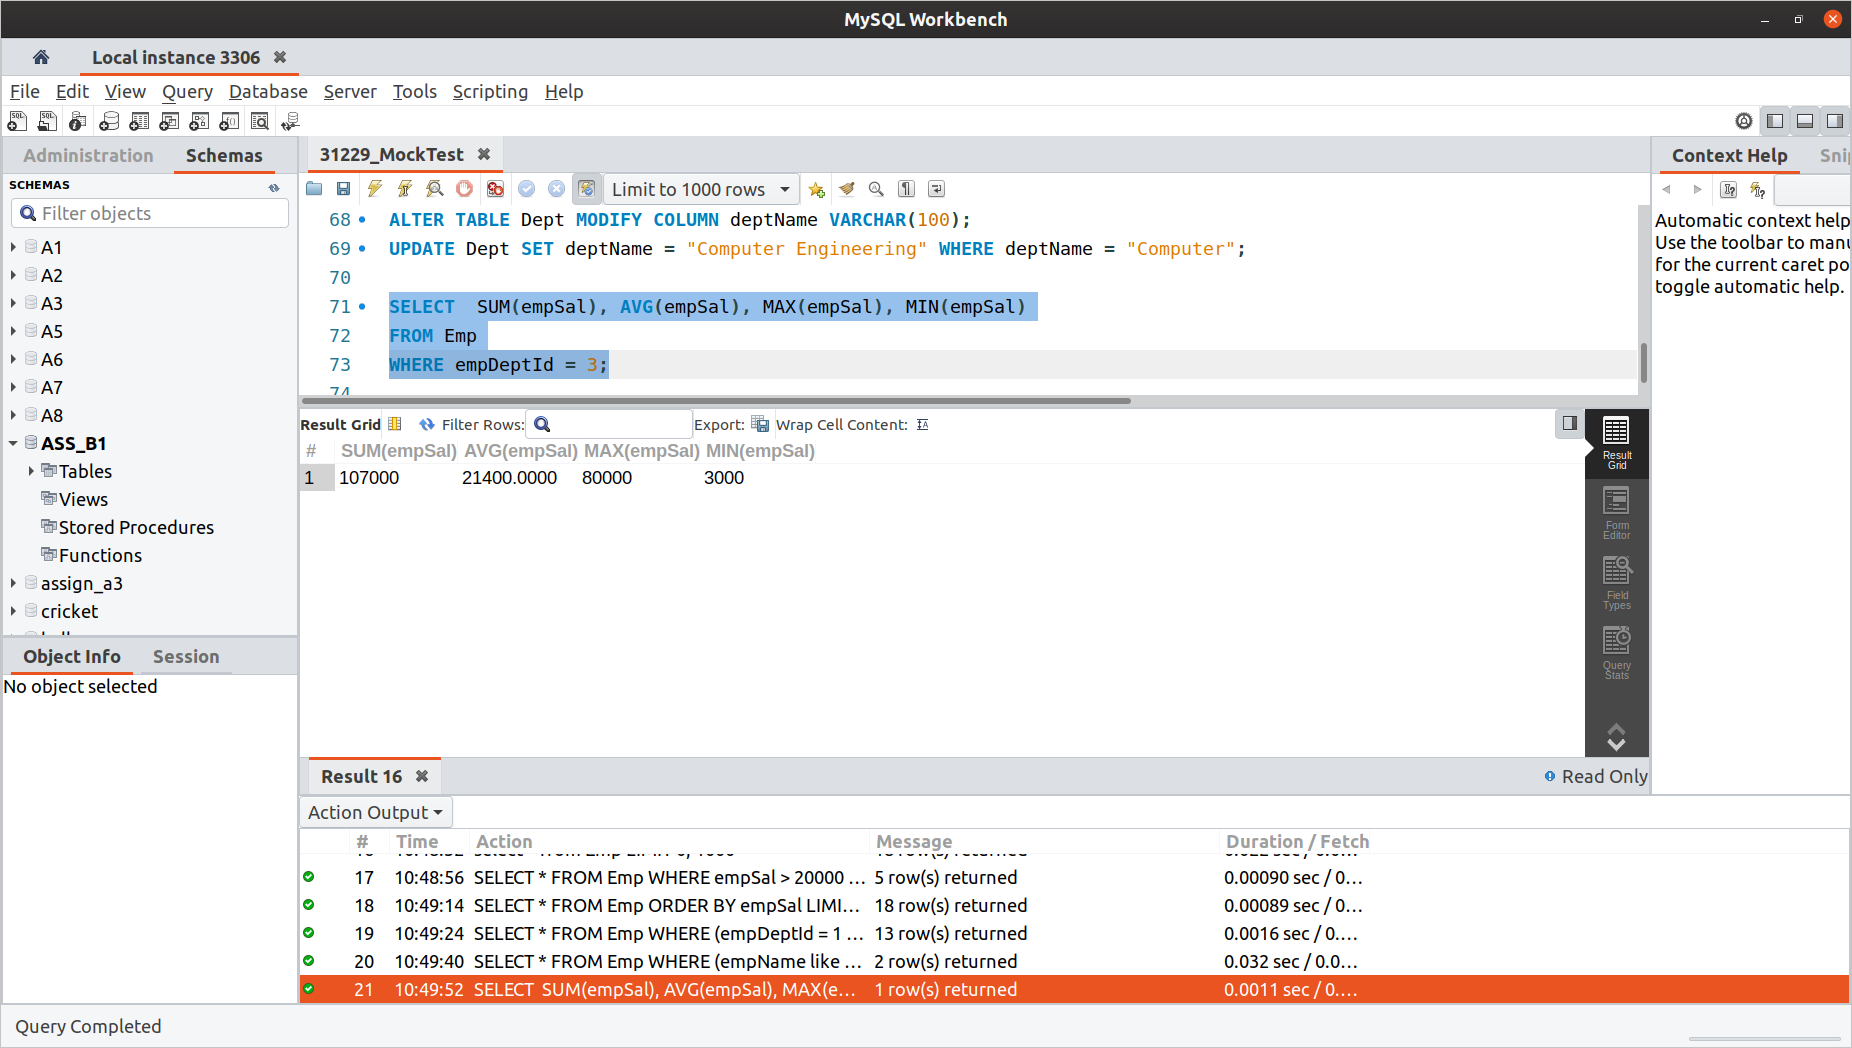 MySQL Workbench
Local instance 3306
File Edit View Query Database Server Tools Scripting Help
Administration Schemas
SCHEMAS
Filter objects
A1
A2
A3
A5
A6
A7
A8
ASS_B1
Tables
Views
Stored Procedures
Functions
assign_a3
cricket
Object Info Session
No object selected
31229_MockTest
Limit to 1000 rows
68 ALTER TABLE Dept MODIFY COLUMN deptName VARCHAR(100);
69 UPDATE Dept SET deptName = "Computer Engineering" WHERE deptName = "Computer";
70
71 SELECT  SUM(empSal), AVG(empSal), MAX(empSal), MIN(empSal)
72 FROM Emp
73 WHERE empDeptId = 3;
74
Result Grid Filter Rows: Export: Wrap Cell Content:
# SUM(empSal) AVG(empSal) MAX(empSal) MIN(empSal)
1 107000 21400.0000 80000 3000
Result
Grid
Form
Editor
Field
Types
Query
Stats
Result 16
Read Only
Context Help Snip
Automatic context help
Use the toolbar to manu
for the current caret po
toggle automatic help.
Action Output
# Time Action Message Duration / Fetch
17 10:48:56 SELECT * FROM Emp WHERE empSal > 20000 ... 5 row(s) returned 0.00090 sec / 0...
18 10:49:14 SELECT * FROM Emp ORDER BY empSal LIMI... 18 row(s) returned 0.00089 sec / 0...
19 10:49:24 SELECT * FROM Emp WHERE (empDeptId = 1 ... 13 row(s) returned 0.0016 sec / 0....
20 10:49:40 SELECT * FROM Emp WHERE (empName like ... 2 row(s) returned 0.032 sec / 0.0...
21 10:49:52 SELECT  SUM(empSal), AVG(empSal), MAX(e... 1 row(s) returned 0.0011 sec / 0....
Query Completed